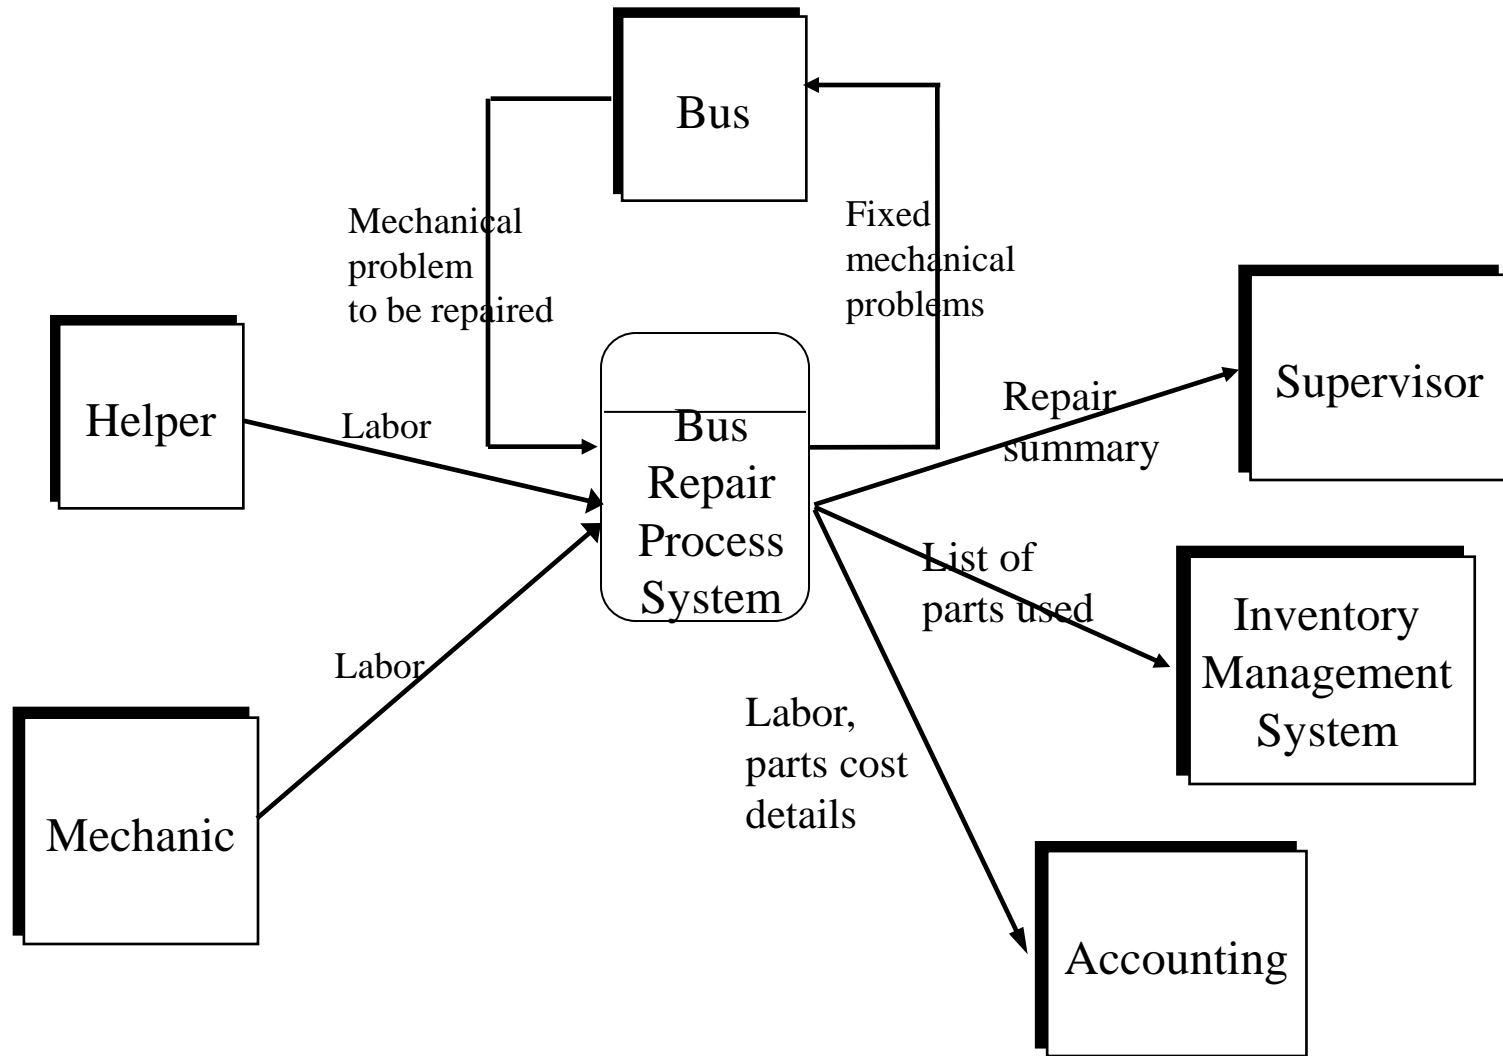 Bus
Mechanical
problem
to be repaired
Fixed
mechanical
problems
Helper
Labor
Bus
Repair
Process
System
Repair
summary
Supervisor
List of
parts used
Inventory
Management
System
Labor
Mechanic
Labor,
parts cost
details
Accounting